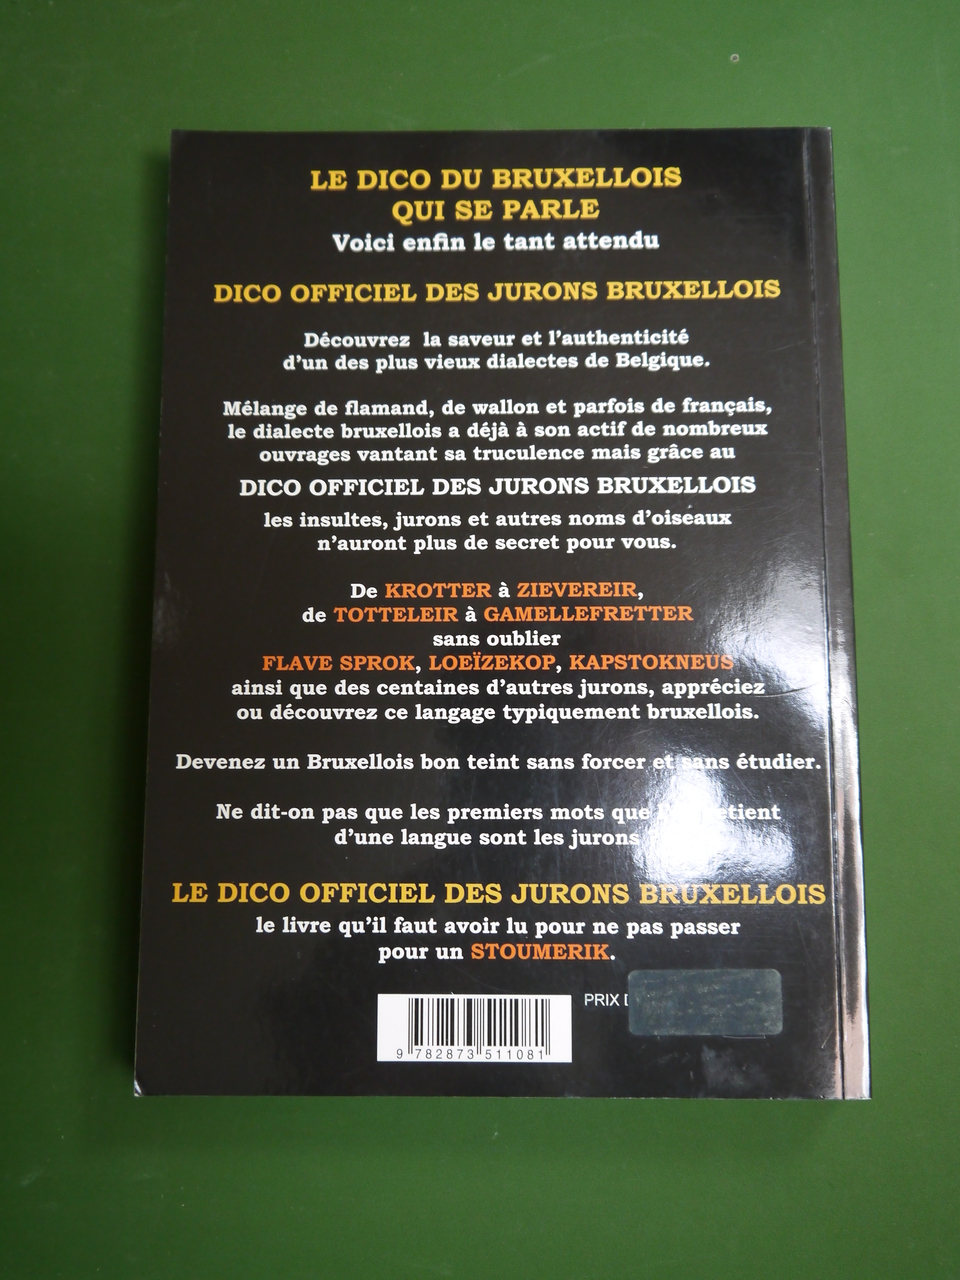 LE DICO DU BRUXELLOIS
QUI SE PARLE
Voici enfin le tant attendu
DICO OFFICIEL DES JURONS BRUXELLOIS
Découvrez la saveur et l'authenticité
d'un des plus vieux dialectes de Belgique.
Mélange de flamand, de wallon et parfois de français,
le dialecte bruxellois a déjà à son actif de nombreux
ouvrages vantant sa truculence mais grâce au
DICO OFFICIEL DES JURONS BRUXELLOIS
les insultes, jurons et autres noms d'oiseaux
n'auront plus de secret pour vous.
De KROTTER à ZIEVEREIR,
de TOTTELEIR à GAMELLEFRETTER
sans oublier
FLAVE SPROK, LOEÏZEKOP, KAPSTOKNEUS
ainsi que des centaines d'autres jurons, appréciez
ou découvrez ce langage typiquement bruxellois.
Devenez un Bruxellois bon teint sans forcer et sans étudier.
Ne dit-on pas que les premiers mots que retient
d'une langue sont les jurons
LE DICO OFFICIEL DES JURONS BRUXELLOIS
le livre qu'il faut avoir lu pour ne pas passer
pour un STOUMERIK.
PRIX
9 782873 511081